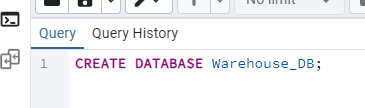 No limit
Query Query History
1 CREATE DATABASE Warehouse_DB;